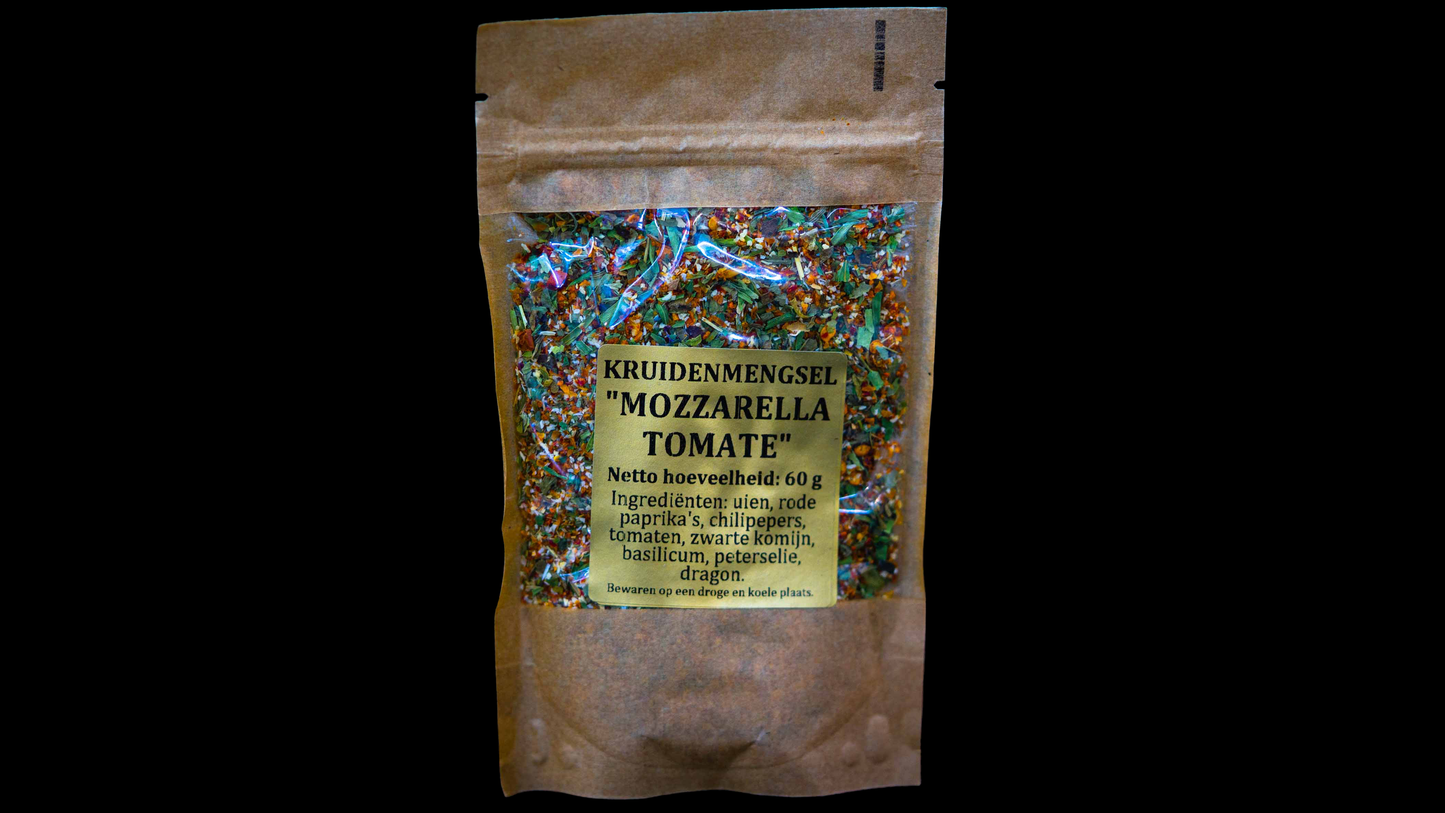 KRUIDENMENGSEL
"MOZZARELLA
TOMATE"
Netto hoeveelheid: 60 g
Ingrediënten: uien, rode
paprika's, chilipepers,
tomaten, zwarte komijn,
basilicum, peterselie,
dragon.
Bewaren op een droge en koele plaats.